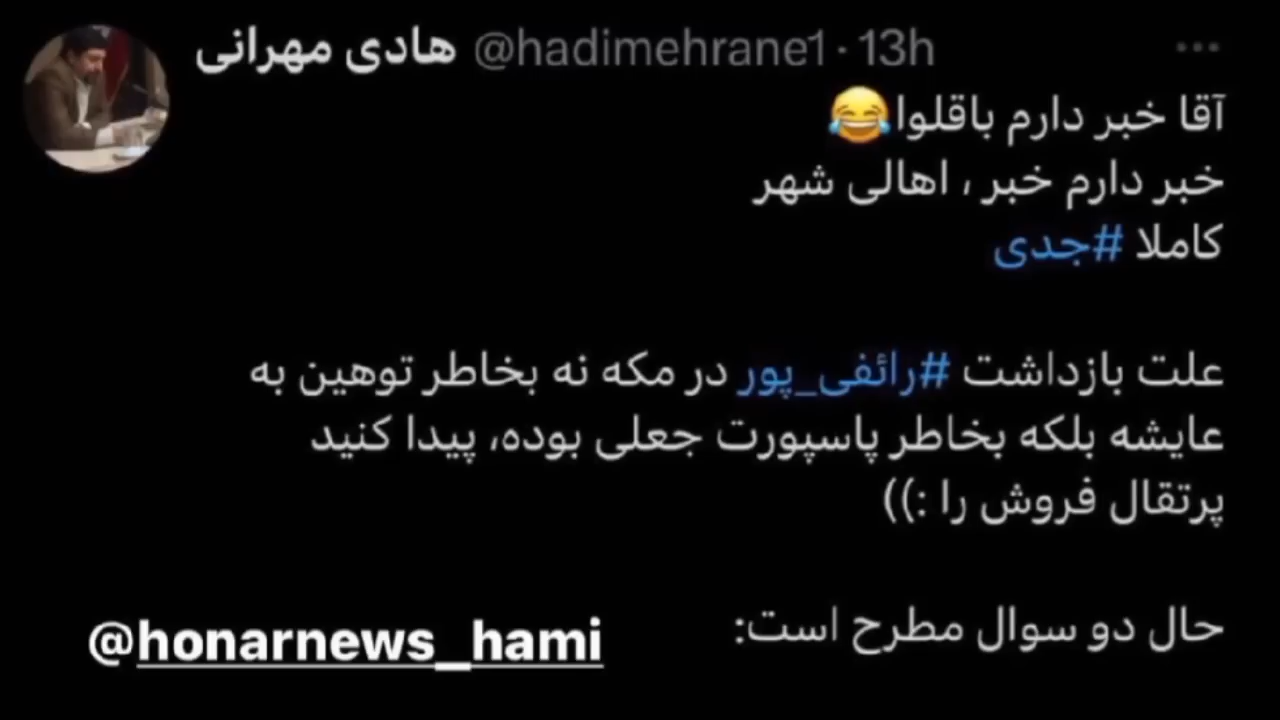 هادی مهرانی @hadimehrane1 · 13h
آقا خبر دارم باقلوا😂
خبر دارم خبر ، اهالی شهر
کاملا #جدی
علت بازداشت #رائفی_پور در مکه نه بخاطر توهین به
عایشه بلکه بخاطر پاسپورت جعلی بوده، پیدا کنید
پرتقال فروش را :))
حال دو سوال مطرح است:
@honarnews_hami